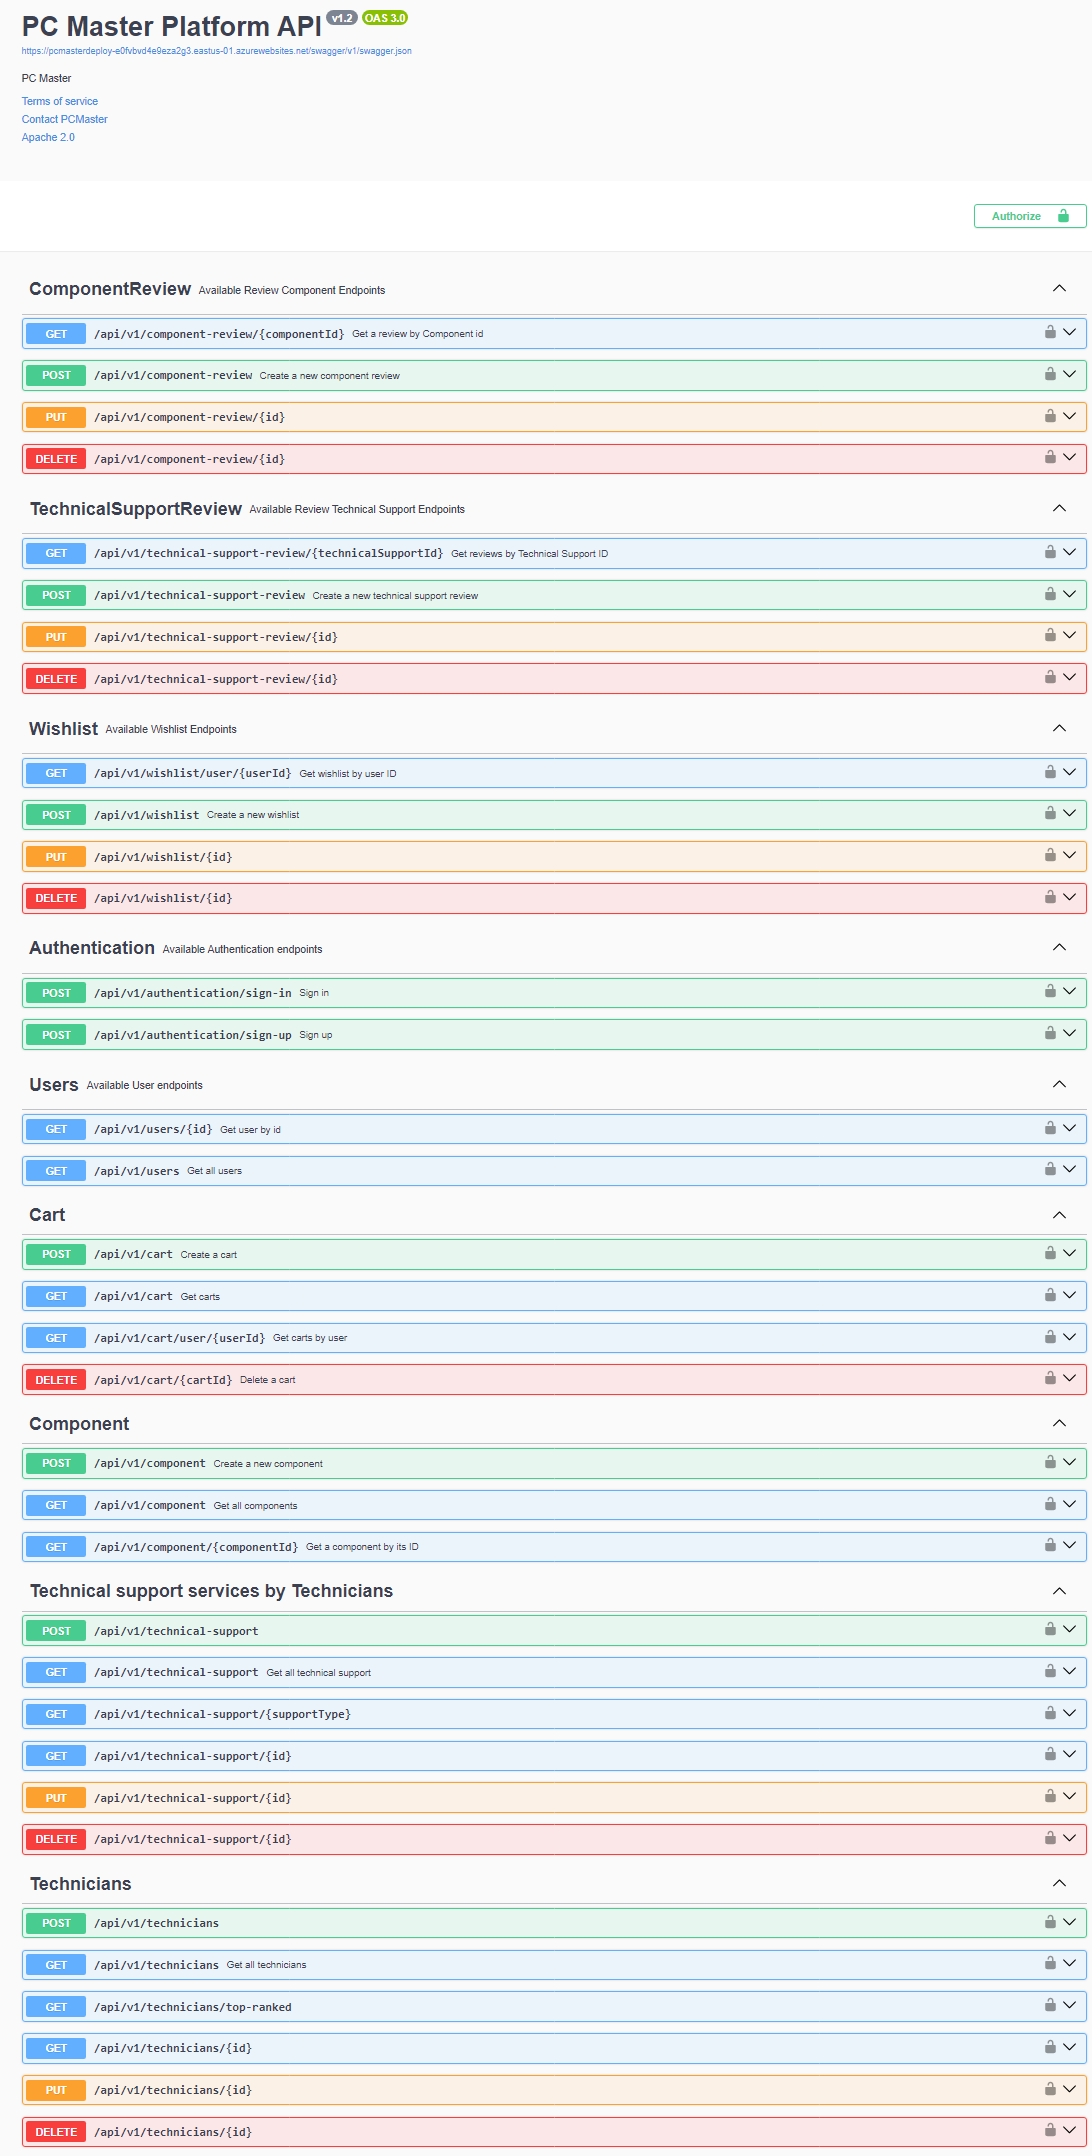 PC Master Platform API v1.2 OAS 3.0
https://pcmasterdeploy-e0fvbvd4e9eza2g3.eastus-01.azurewebsites.net/swagger/v1/swagger.json
PC Master
Terms of service
Contact PCMaster
Apache 2.0
Authorize
ComponentReview Available Review Component Endpoints
GET /api/v1/component-review/{componentId} Get a review by Component id
POST /api/v1/component-review Create a new component review
PUT /api/v1/component-review/{id}
DELETE /api/v1/component-review/{id}
TechnicalSupportReview Available Review Technical Support Endpoints
GET /api/v1/technical-support-review/{technicalSupportId} Get reviews by Technical Support ID
POST /api/v1/technical-support-review Create a new technical support review
PUT /api/v1/technical-support-review/{id}
DELETE /api/v1/technical-support-review/{id}
Wishlist Available Wishlist Endpoints
GET /api/v1/wishlist/user/{userId} Get wishlist by user ID
POST /api/v1/wishlist Create a new wishlist
PUT /api/v1/wishlist/{id}
DELETE /api/v1/wishlist/{id}
Authentication Available Authentication endpoints
POST /api/v1/authentication/sign-in Sign in
POST /api/v1/authentication/sign-up Sign up
Users Available User endpoints
GET /api/v1/users/{id} Get user by id
GET /api/v1/users Get all users
Cart
POST /api/v1/cart Create a cart
GET /api/v1/cart Get carts
GET /api/v1/cart/user/{userId} Get carts by user
DELETE /api/v1/cart/{cartId} Delete a cart
Component
POST /api/v1/component Create a new component
GET /api/v1/component Get all components
GET /api/v1/component/{componentId} Get a component by its ID
Technical support services by Technicians
POST /api/v1/technical-support
GET /api/v1/technical-support Get all technical support
GET /api/v1/technical-support/{supportType}
GET /api/v1/technical-support/{id}
PUT /api/v1/technical-support/{id}
DELETE /api/v1/technical-support/{id}
Technicians
POST /api/v1/technicians
GET /api/v1/technicians Get all technicians
GET /api/v1/technicians/top-ranked
GET /api/v1/technicians/{id}
PUT /api/v1/technicians/{id}
DELETE /api/v1/technicians/{id}